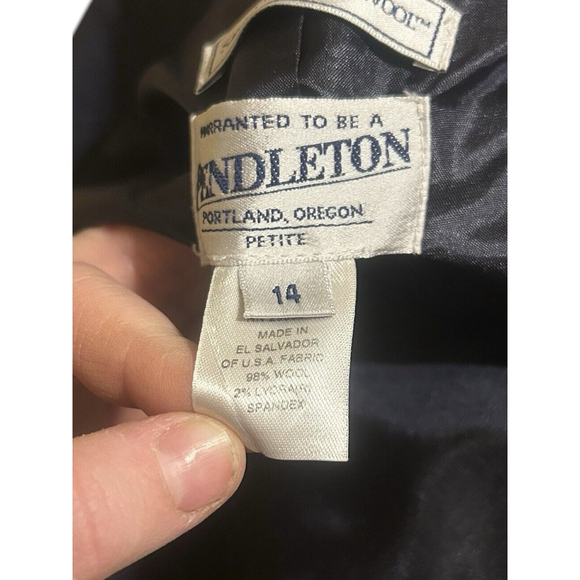 WOOL™
WARRANTED TO BE A
PENDLETON
PORTLAND, OREGON
PETITE
14
MADE IN
EL SALVADOR
OF U.S.A. FABRIC
98% WOOL
2% LYCRA(R)
SPANDEX